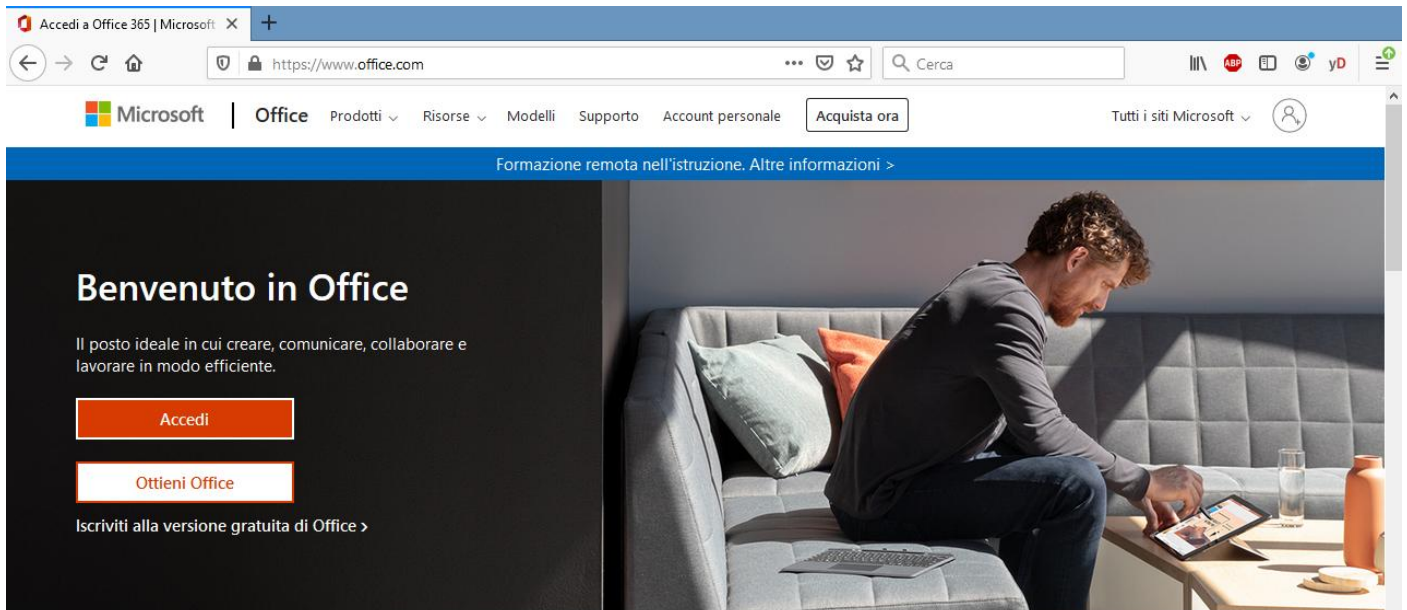 Accedi a Office 365 | Microsoft
https://www.office.com
Cerca
ABP
yD
Microsoft
Office Prodotti Risorse Modelli Supporto Account personale Acquista ora Tutti i siti Microsoft
Formazione remota nell'istruzione. Altre informazioni >
Benvenuto in Office
Il posto ideale in cui creare, comunicare, collaborare e
lavorare in modo efficiente.
Accedi
Ottieni Office
Iscriviti alla versione gratuita di Office >